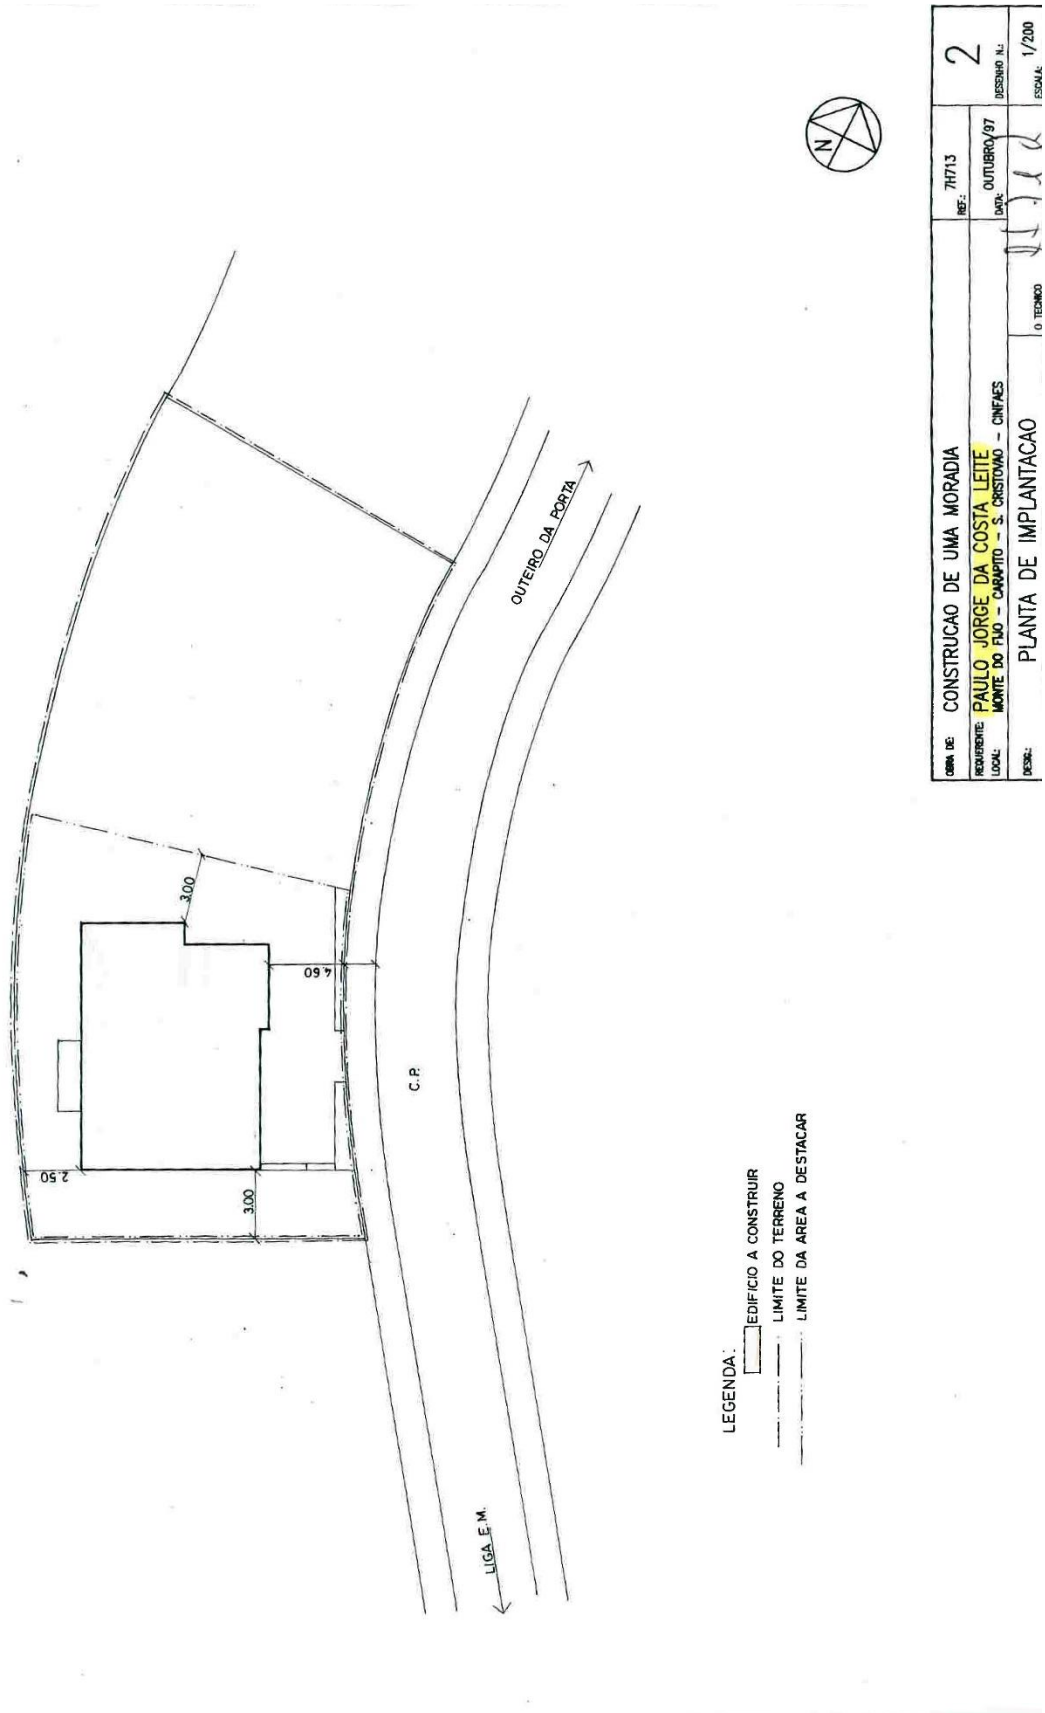 N
3.00
4.60
2.50
3.00
OUTEIRO DA PORTA
C.P.
LIGA E.M.
LEGENDA:
EDIFICIO A CONSTRUIR
LIMITE DO TERRENO
LIMITE DA AREA A DESTACAR
OBRA DE: CONSTRUCAO DE UMA MORADIA
REF.: 7H713
2
DESENHO N.:
REQUERENTE: PAULO JORGE DA COSTA LEITE
LOCAL: MONTE DO FIJO - CARAPITO - S. CRISTOVAO - CINFAES
DATA: OUTUBRO/97
DESIG.: PLANTA DE IMPLANTACAO
O TECNICO
ESCALA: 1/200